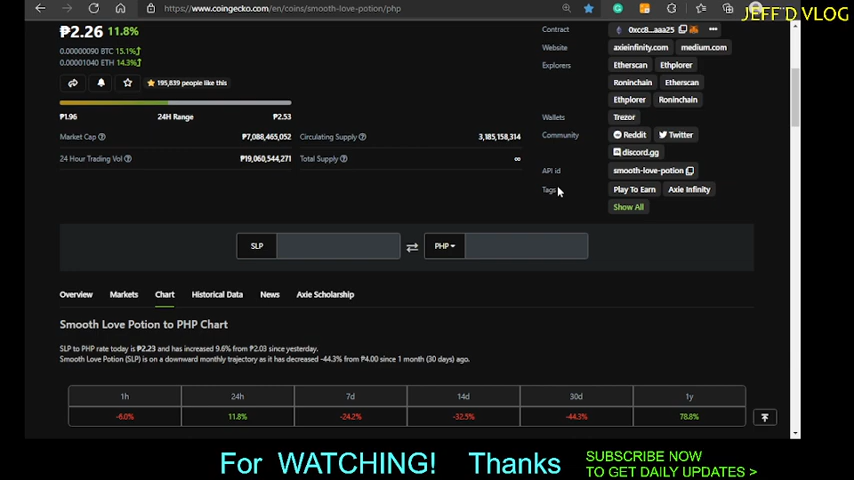 https://www.coingecko.com/en/coins/smooth-love-potion/php
JEFF'D VLOG
₱2.26 11.8%
0.00000090 BTC 15.1%
0.00001040 ETH 14.3%
195,839 people like this
₱1.96 24H Range ₱2.53
Market Cap ₱7,088,465,052 Circulating Supply 3,185,158,314
24 Hour Trading Vol ₱19,060,544,271 Total Supply ∞
Contract 0xcc8...aaa25
Website axieinfinity.com medium.com
Explorers Etherscan Ethplorer
Roninchain Etherscan
Ethplorer Roninchain
Wallets Trezor
Community Reddit Twitter
discord.gg
API id smooth-love-potion
Tags Play To Earn Axie Infinity
Show All
SLP PHP
Overview Markets Chart Historical Data News Axie Scholarship
Smooth Love Potion to PHP Chart
SLP to PHP rate today is ₱2.23 and has increased 9.6% from ₱2.03 since yesterday.
Smooth Love Potion (SLP) is on a downward monthly trajectory as it has decreased -44.3% from ₱4.00 since 1 month (30 days) ago.
1h 24h 7d 14d 30d 1y
-6.0% 11.8% -24.2% -32.5% -44.3% 78.8%
For WATCHING! Thanks
SUBSCRIBE NOW
TO GET DAILY UPDATES >